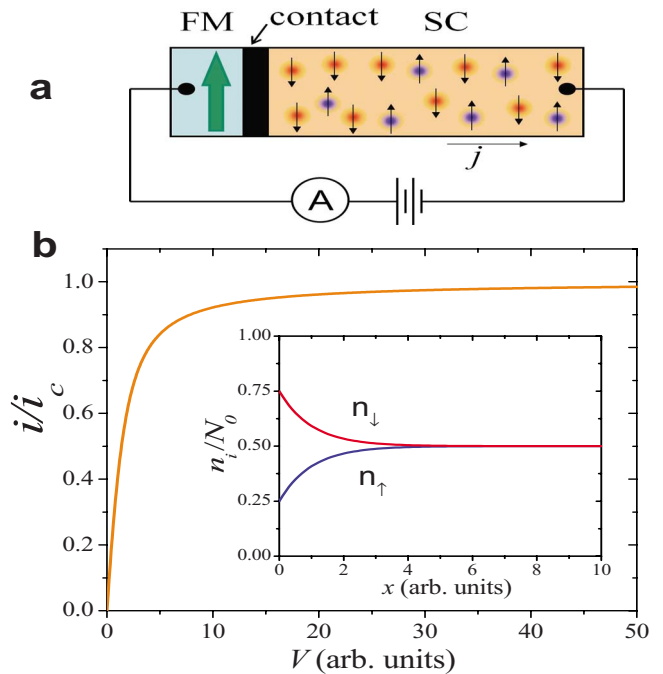 FM contact SC
a
j
A
b
i/i_c
1.0
0.8
0.6
0.4
0.2
0.0
0 10 20 30 40 50
V (arb. units)
n_i/N_0
1.00
0.75
0.50
0.25
0.00
n↓
n↑
0 2 4 6 8 10
x (arb. units)